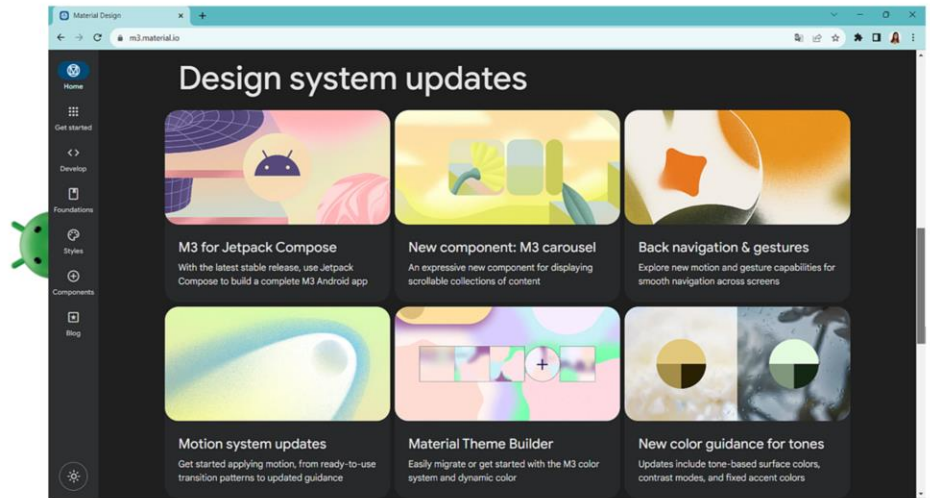 Material Design
m3.material.io
Home
Get started
Develop
Foundations
Styles
Components
Blog
Design system updates
M3 for Jetpack Compose
With the latest stable release, use Jetpack
Compose to build a complete M3 Android app
New component: M3 carousel
An expressive new component for displaying
scrollable collections of content
Back navigation & gestures
Explore new motion and gesture capabilities for
smooth navigation across screens
Motion system updates
Get started applying motion, from ready-to-use
transition patterns to updated guidance
Material Theme Builder
Easily migrate or get started with the M3 color
system and dynamic color
New color guidance for tones
Updates include tone-based surface colors,
contrast modes, and fixed accent colors